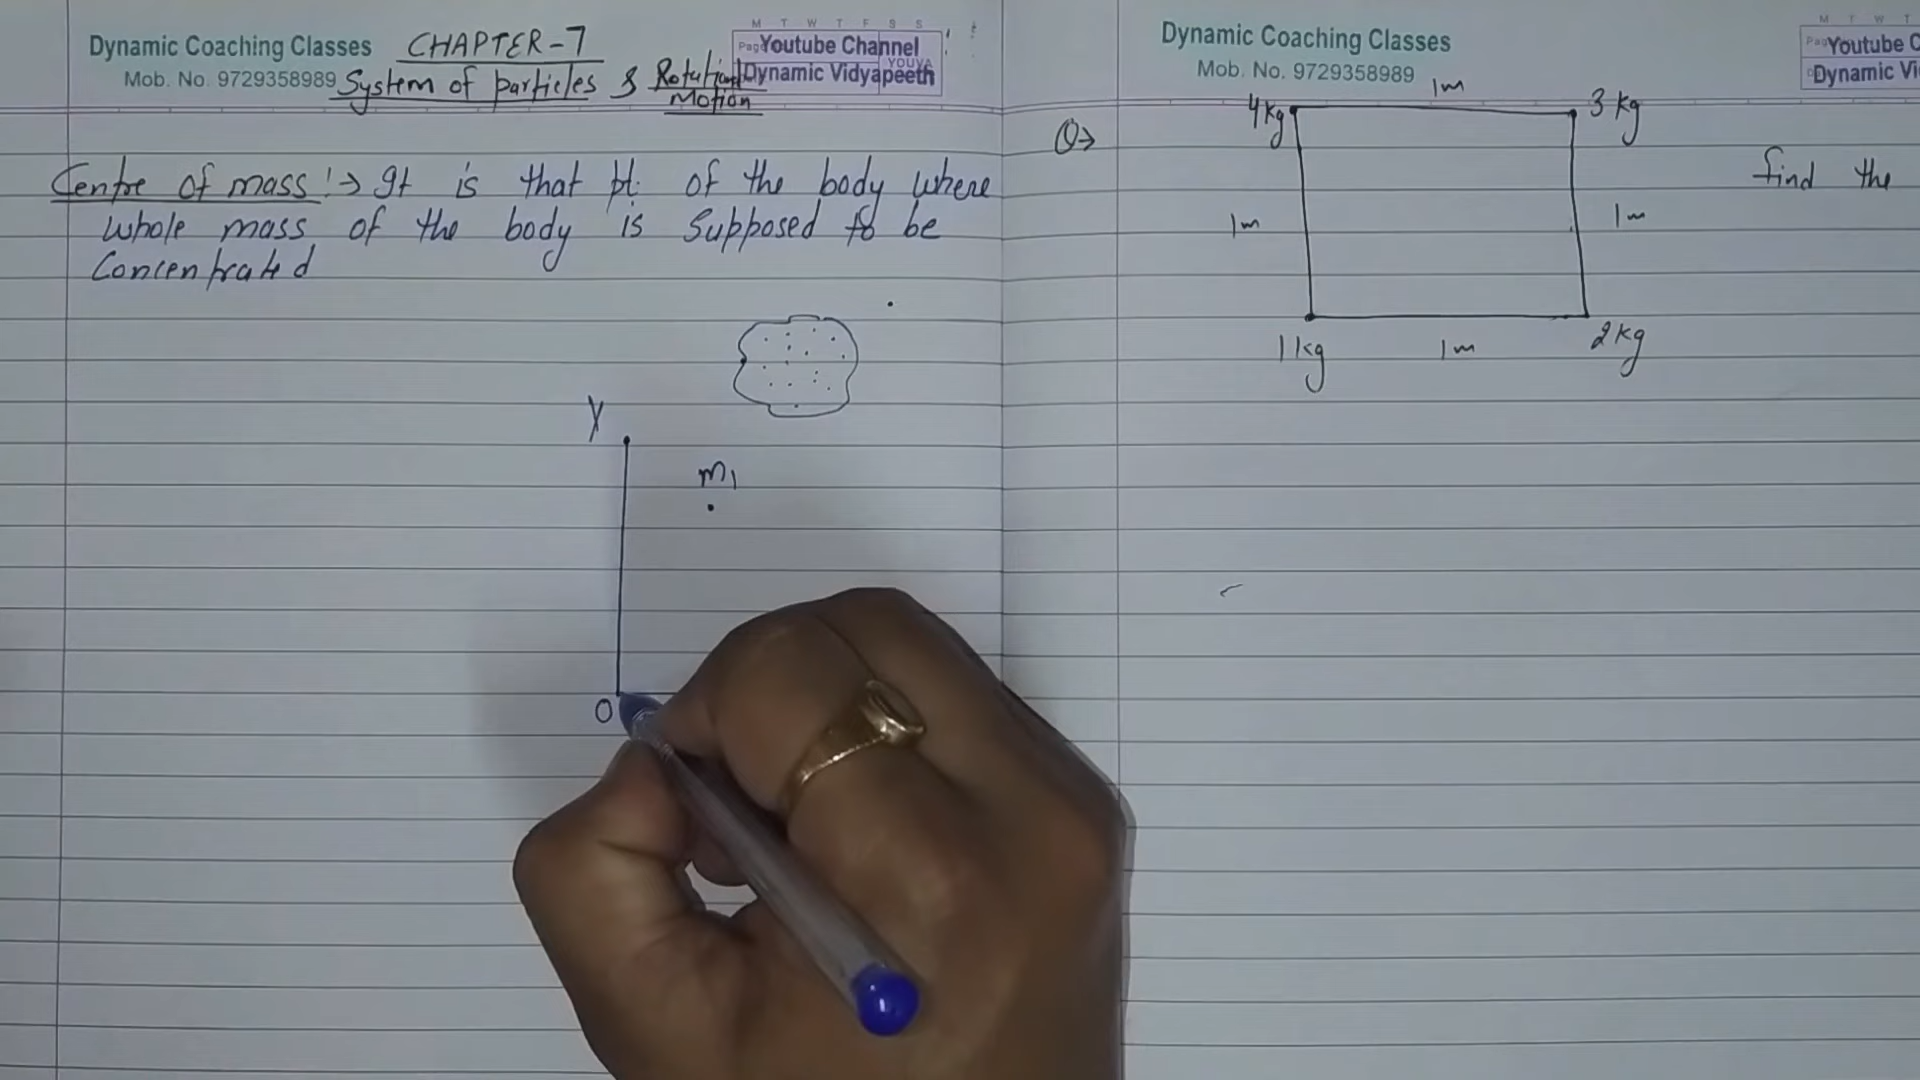 M T W T F S S
Dynamic Coaching Classes CHAPTER-7 Youtube Channel
YOUVA
Mob. No. 9729358989 System of particles & Rotational Dynamic Vidyapeeth
Motion
Centre of mass :→ It is that pt. of the body where
whole mass of the body is supposed to be
Concentrated
Y
m1
O
M T W T
Dynamic Coaching Classes Youtube C
Mob. No. 9729358989 Dynamic Vi
1m
4kg 3 kg
Q→
find the
1m 1m
1kg 1m 2kg